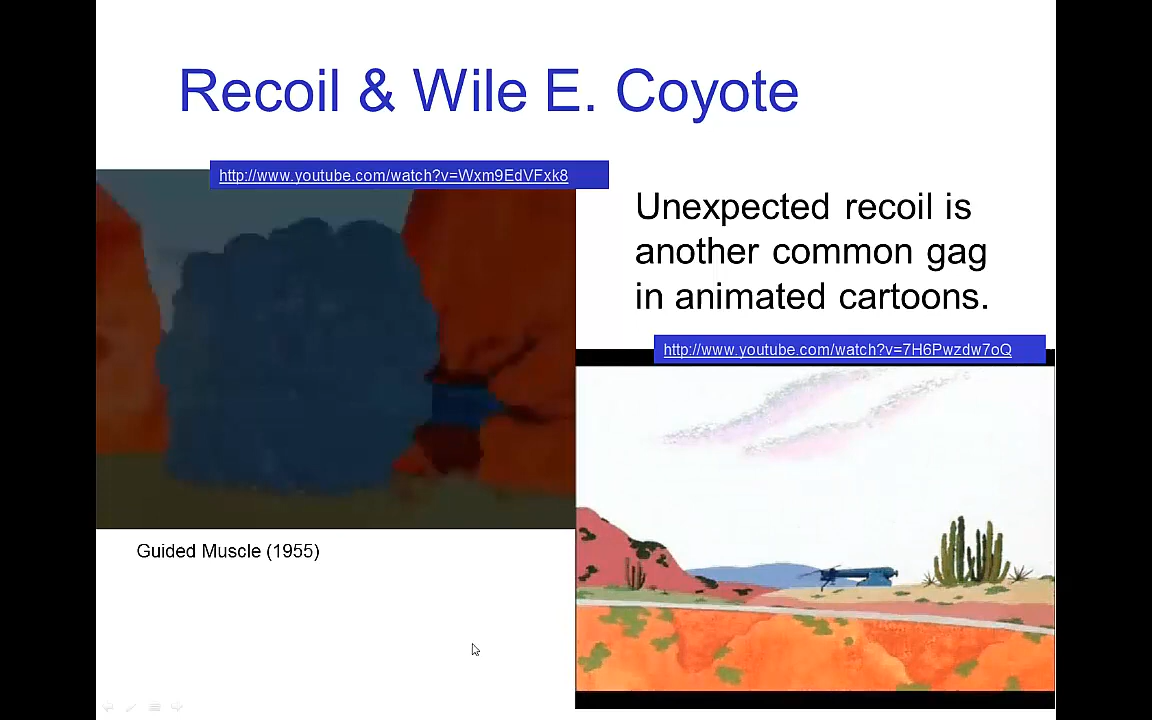 Recoil & Wile E. Coyote
http://www.youtube.com/watch?v=Wxm9EdVFxk8
Unexpected recoil is
another common gag
in animated cartoons.
http://www.youtube.com/watch?v=7H6Pwzdw7oQ
Guided Muscle (1955)